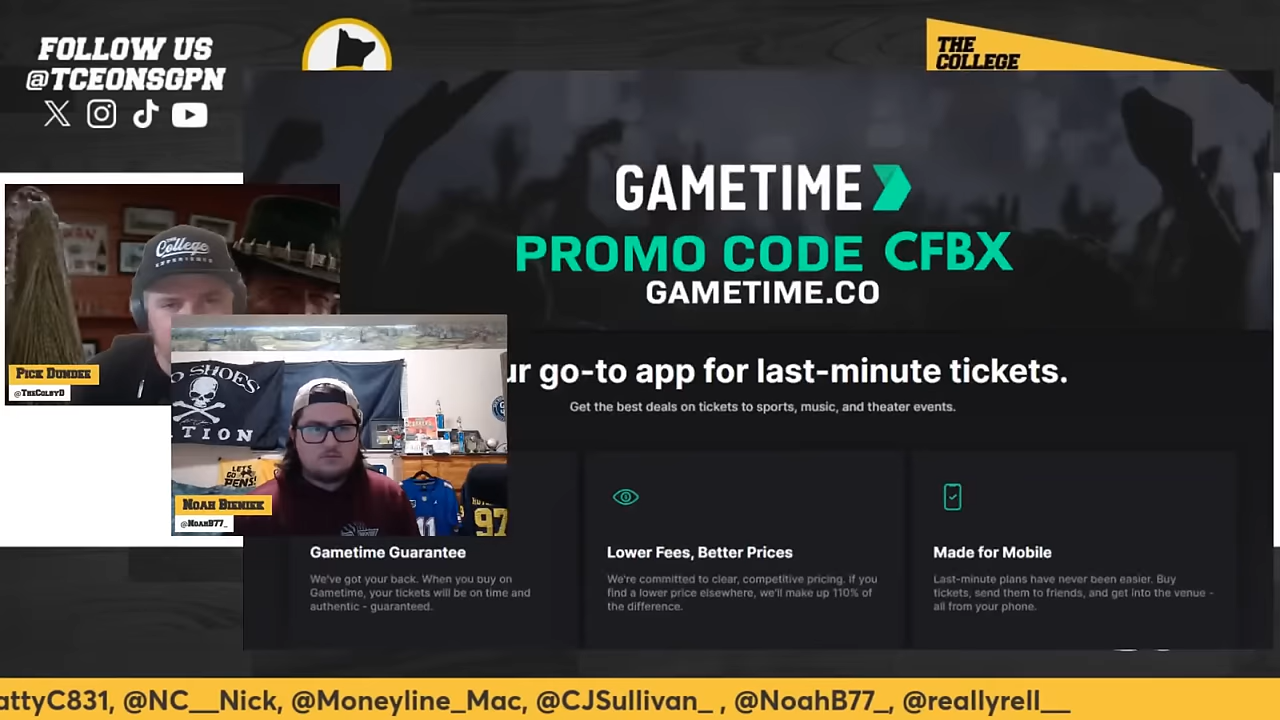 FOLLOW US
@TCEONSGPN
THE
COLLEGE
GAMETIME
PROMO CODE CFBX
GAMETIME.CO
ur go-to app for last-minute tickets.
Get the best deals on tickets to sports, music, and theater events.
College
EXPERIENCE
PICK DUNDEE
@THECOLBYD
O SHOES
ATION
LET'S
GO
PENS!
11
97
NOAH BIENIEK
@NOAHB77_
Gametime Guarantee
We've got your back. When you buy on
Gametime, your tickets will be on time and
authentic - guaranteed.
Lower Fees, Better Prices
We're committed to clear, competitive pricing. If you
find a lower price elsewhere, we'll make up 110% of
the difference.
Made for Mobile
Last-minute plans have never been easier. Buy
tickets, send them to friends, and get into the venue -
all from your phone.
attyC831, @NC__Nick, @Moneyline_Mac, @CJSullivan_ , @NoahB77_, @reallyrell__